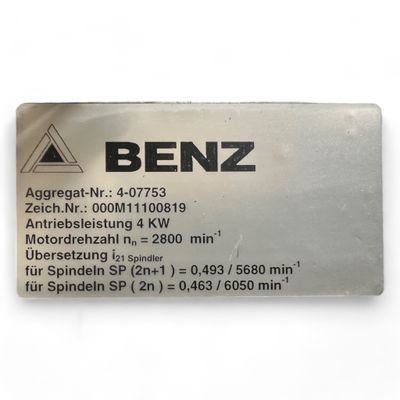 BENZ
Aggregat-Nr.: 4-07753
Zeich.Nr.: 000M11100819
Antriebsleistung 4 KW
Motordrehzahl nn = 2800 min-1
Übersetzung i21 Spindler
für Spindeln SP (2n+1 ) = 0,493 / 5680 min-1
für Spindeln SP ( 2n ) = 0,463 / 6050 min-1